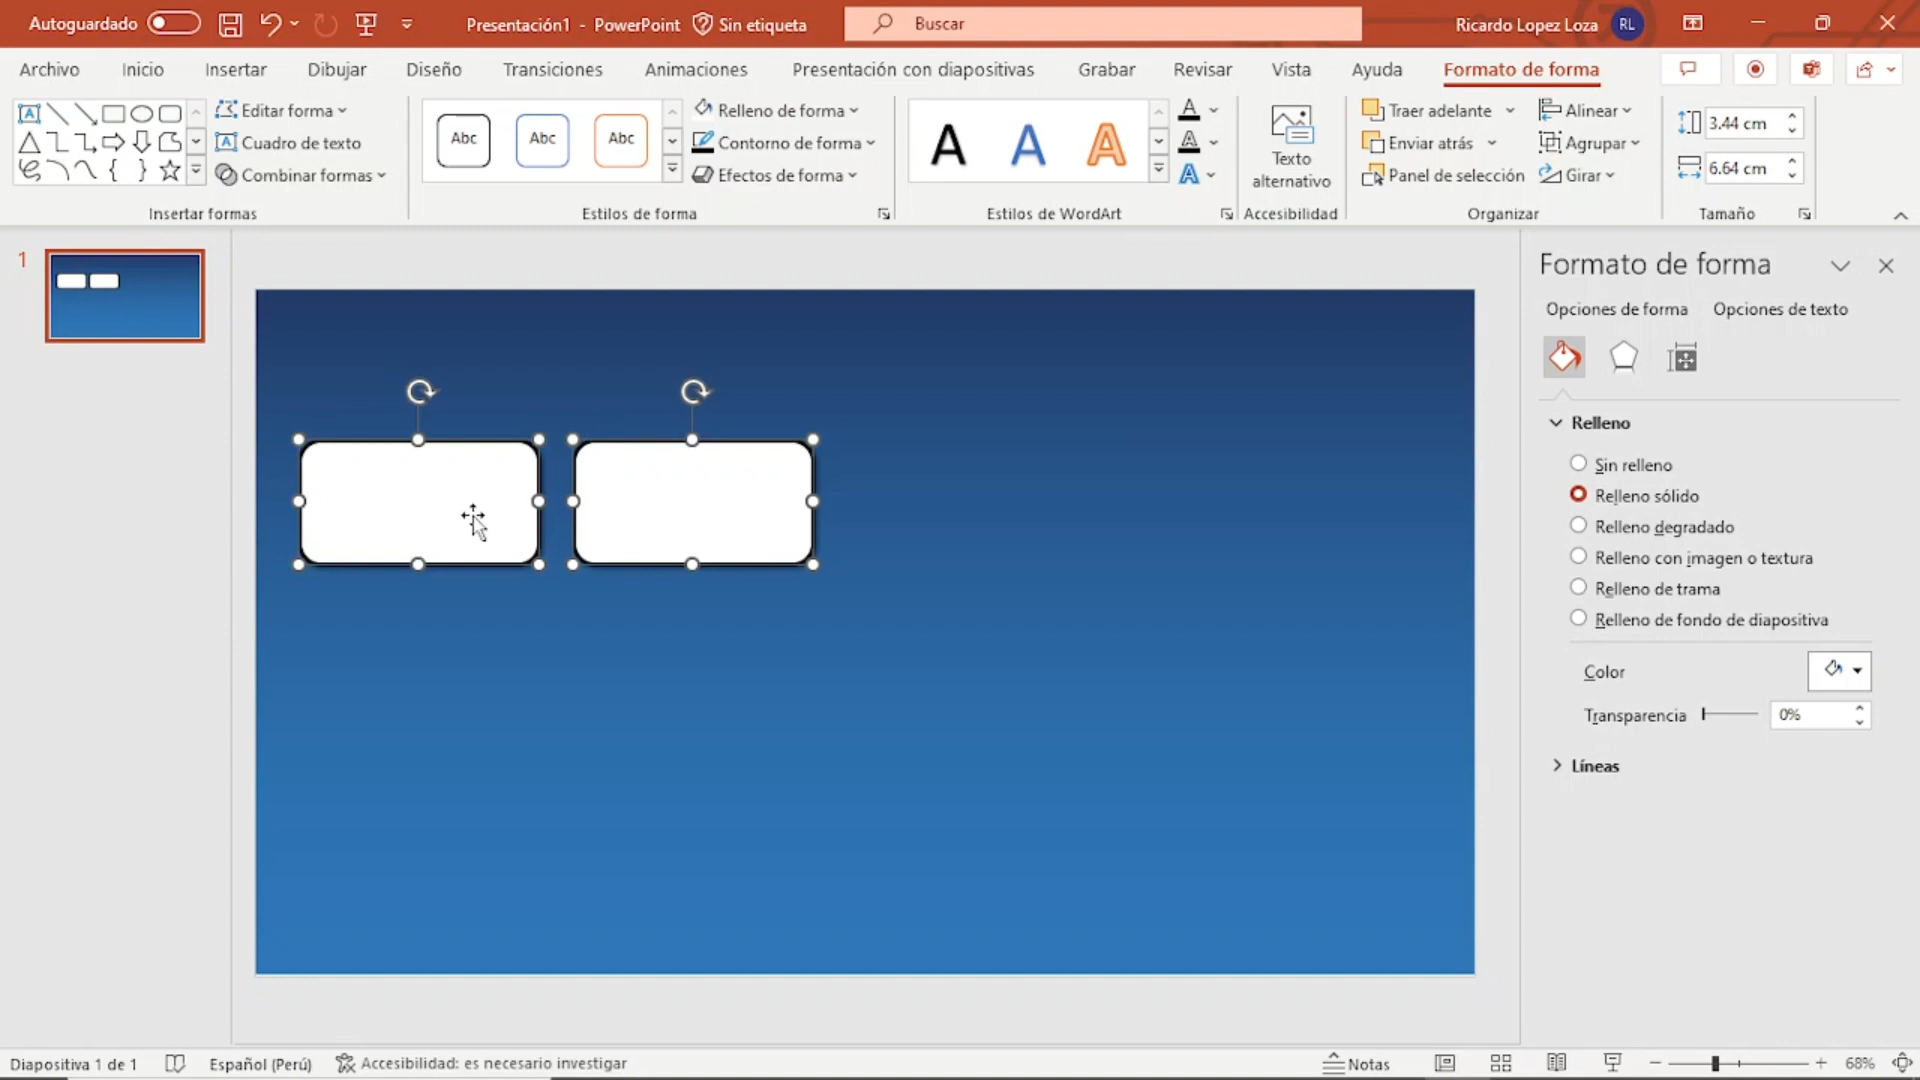 Autoguardado
Presentación1 - PowerPoint
Sin etiqueta
Buscar
Ricardo Lopez Loza
RL
Archivo
Inicio
Insertar
Dibujar
Diseño
Transiciones
Animaciones
Presentación con diapositivas
Grabar
Revisar
Vista
Ayuda
Formato de forma
Editar forma
Cuadro de texto
Combinar formas
Insertar formas
Abc
Abc
Abc
Relleno de forma
Contorno de forma
Efectos de forma
Estilos de forma
A
A
A
A
A
A
Estilos de WordArt
Texto
alternativo
Accesibilidad
Traer adelante
Enviar atrás
Panel de selección
Alinear
Agrupar
Girar
Organizar
3.44 cm
6.64 cm
Tamaño
1
Formato de forma
Opciones de forma
Opciones de texto
Relleno
Sin relleno
Relleno sólido
Relleno degradado
Relleno con imagen o textura
Relleno de trama
Relleno de fondo de diapositiva
Color
Transparencia
0%
Líneas
Diapositiva 1 de 1
Español (Perú)
Accesibilidad: es necesario investigar
Notas
68%